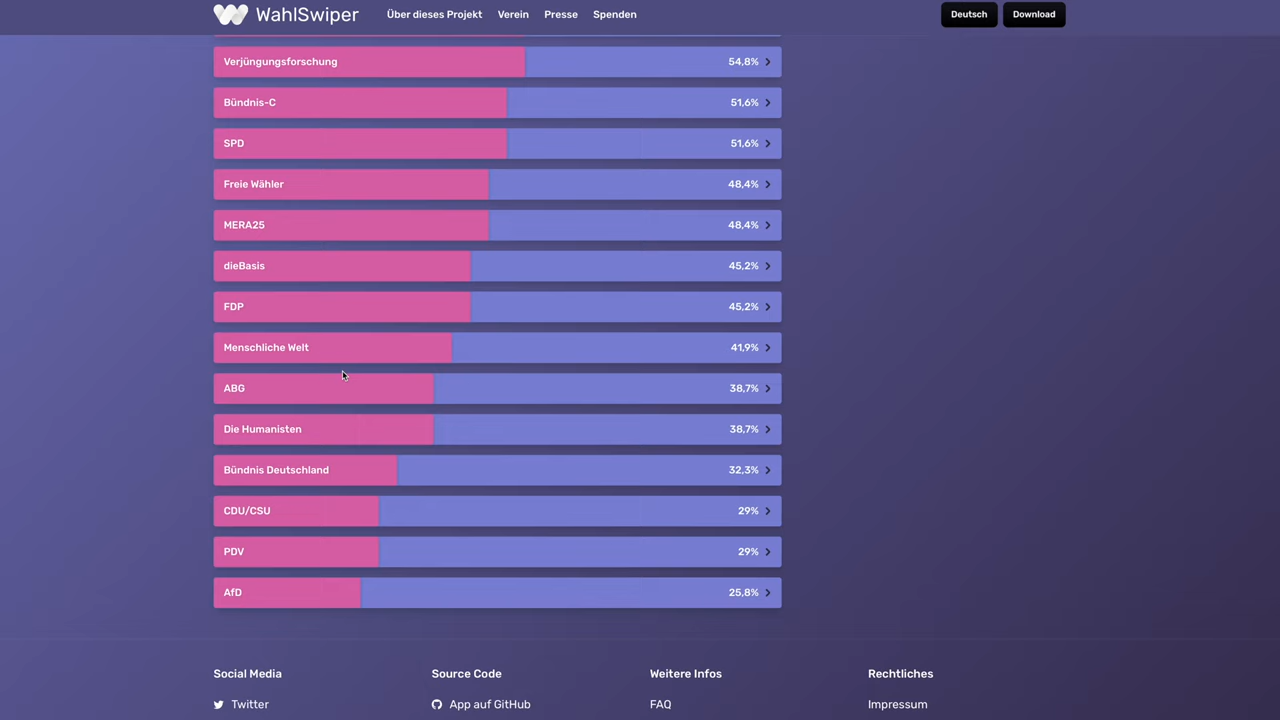 WahlSwiper Über dieses Projekt Verein Presse Spenden Deutsch Download
Verjüngungsforschung 54,8%
Bündnis-C 51,6%
SPD 51,6%
Freie Wähler 48,4%
MERA25 48,4%
dieBasis 45,2%
FDP 45,2%
Menschliche Welt 41,9%
ABG 38,7%
Die Humanisten 38,7%
Bündnis Deutschland 32,3%
CDU/CSU 29%
PDV 29%
AfD 25,8%
Social Media Source Code Weitere Infos Rechtliches
Twitter App auf GitHub FAQ Impressum